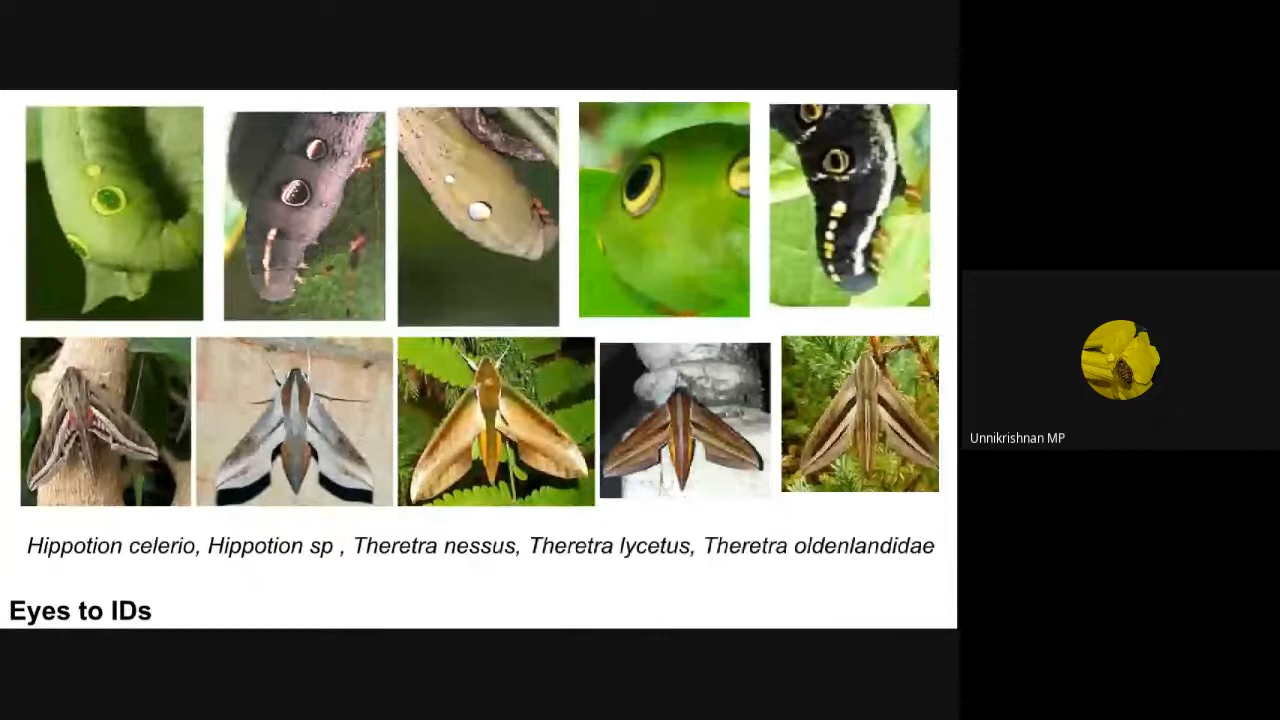 Hippotion celerio, Hippotion sp , Theretra nessus, Theretra lycetus, Theretra oldenlandidae
Eyes to IDs
Unnikrishnan MP